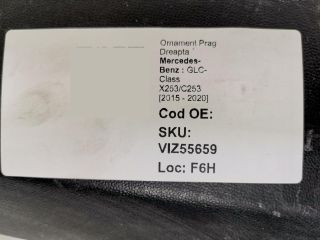 Ornament Prag
Dreapta
Mercedes-
Benz : GLC-
Class
X253/C253
[2015 - 2020]
Cod OE:
SKU:
VIZ55659
Loc: F6H